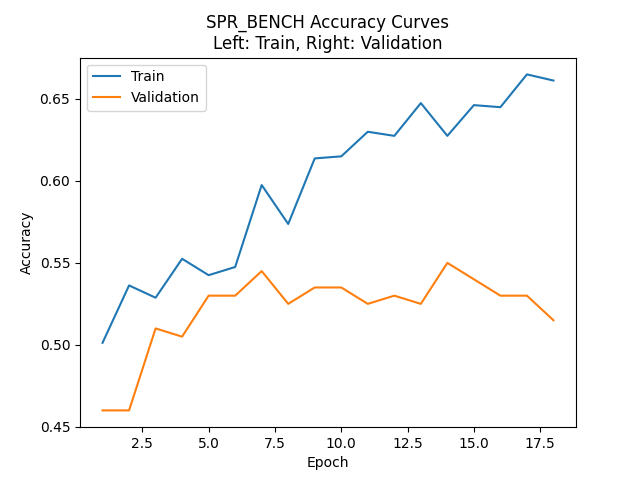 SPR_BENCH Accuracy Curves
Left: Train, Right: Validation
Train
Validation
Accuracy
0.65
0.60
0.55
0.50
0.45
2.5 5.0 7.5 10.0 12.5 15.0 17.5
Epoch